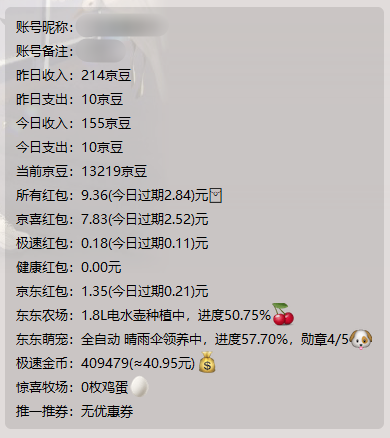 账号昵称：
账号备注：
昨日收入：214京豆
昨日支出：10京豆
今日收入：155京豆
今日支出：10京豆
当前京豆：13219京豆
所有红包：9.36(今日过期2.84)元
京喜红包：7.83(今日过期2.52)元
极速红包：0.18(今日过期0.11)元
健康红包：0.00元
京东红包：1.35(今日过期0.21)元
东东农场：1.8L电水壶种植中，进度50.75%
东东萌宠：全自动 晴雨伞领养中，进度57.70%，勋章4/5
极速金币：409479(≈40.95元)
惊喜牧场：0枚鸡蛋
推一推券：无优惠券